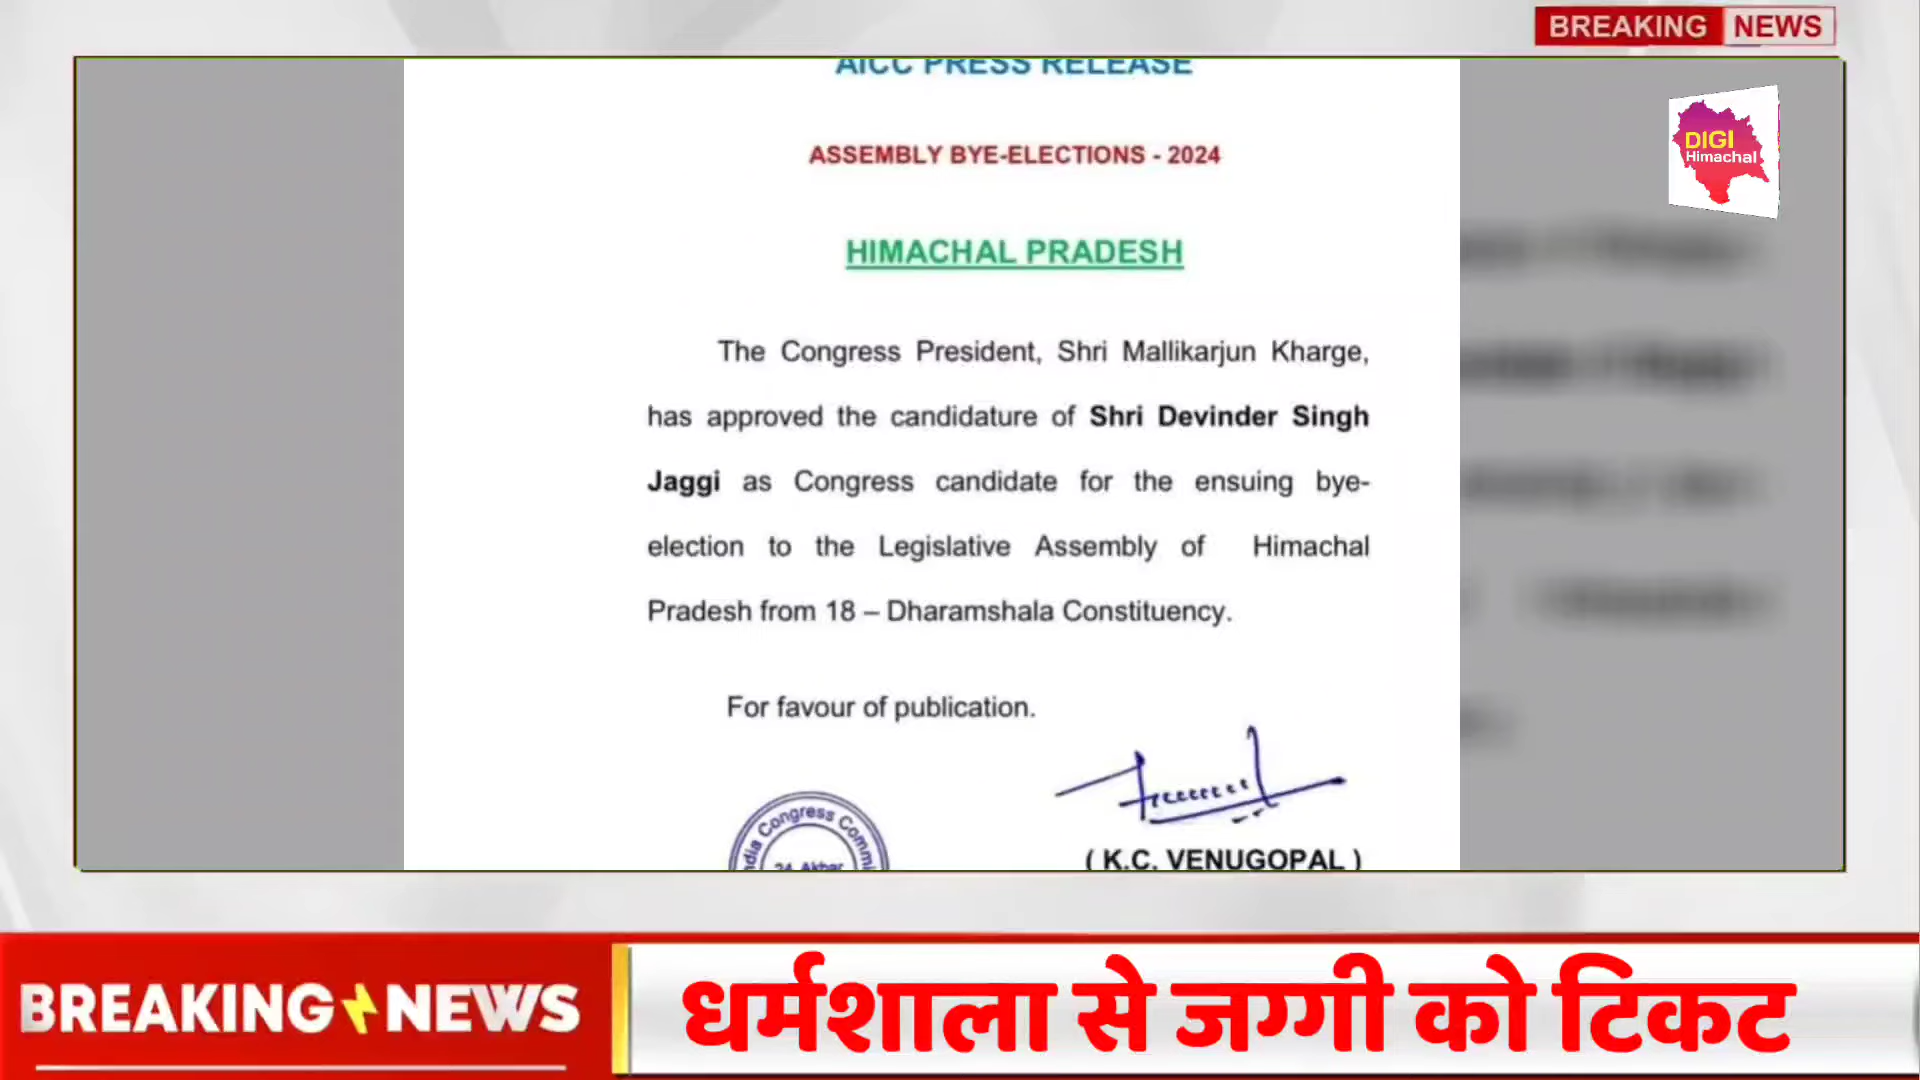 BREAKING NEWS
AICC PRESS RELEASE
DIGI
Himachal
ASSEMBLY BYE-ELECTIONS - 2024
HIMACHAL PRADESH
The Congress President, Shri Mallikarjun Kharge,
has approved the candidature of Shri Devinder Singh
Jaggi as Congress candidate for the ensuing bye-
election to the Legislative Assembly of Himachal
Pradesh from 18 – Dharamshala Constituency.
For favour of publication.
Congress
24, Akbar
( K.C. VENUGOPAL )
BREAKING NEWS
धर्मशाला से जग्गी को टिकट